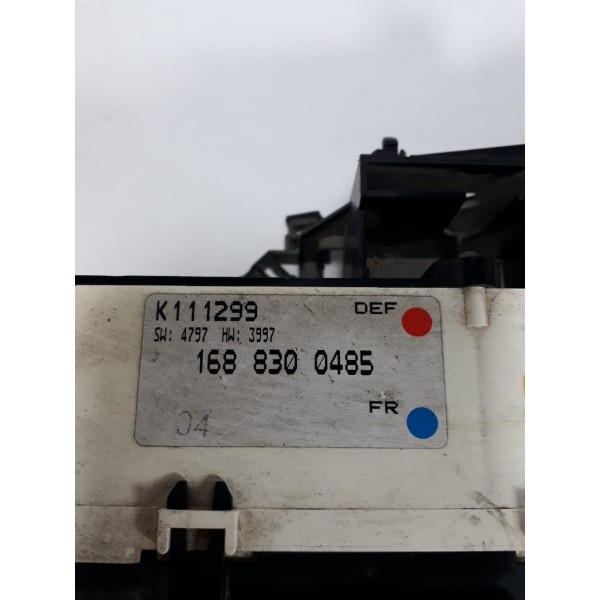 K111299 DEF
SW: 4797 HW: 3997
168 830 0485
FR
04